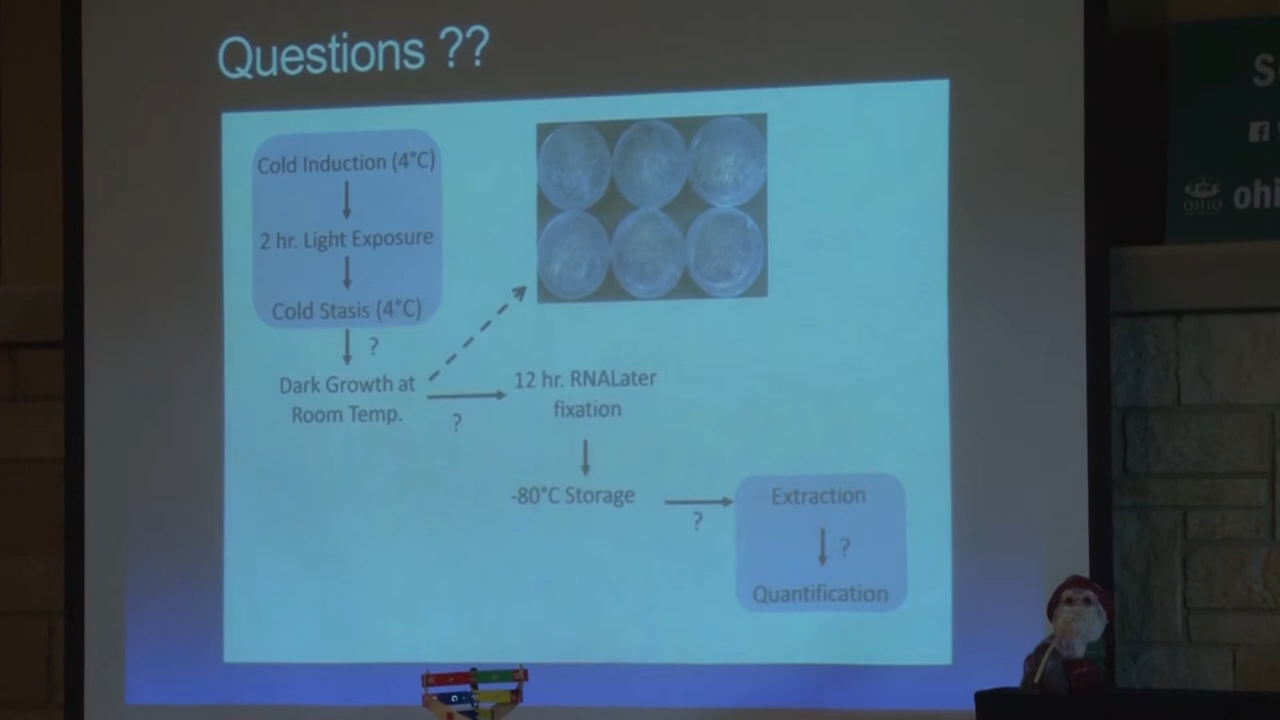 Questions ??
Cold Induction (4°C)
2 hr. Light Exposure
Cold Stasis (4°C)
?
Dark Growth at
Room Temp.
?
12 hr. RNALater
fixation
-80°C Storage
?
Extraction
?
Quantification
OHIO